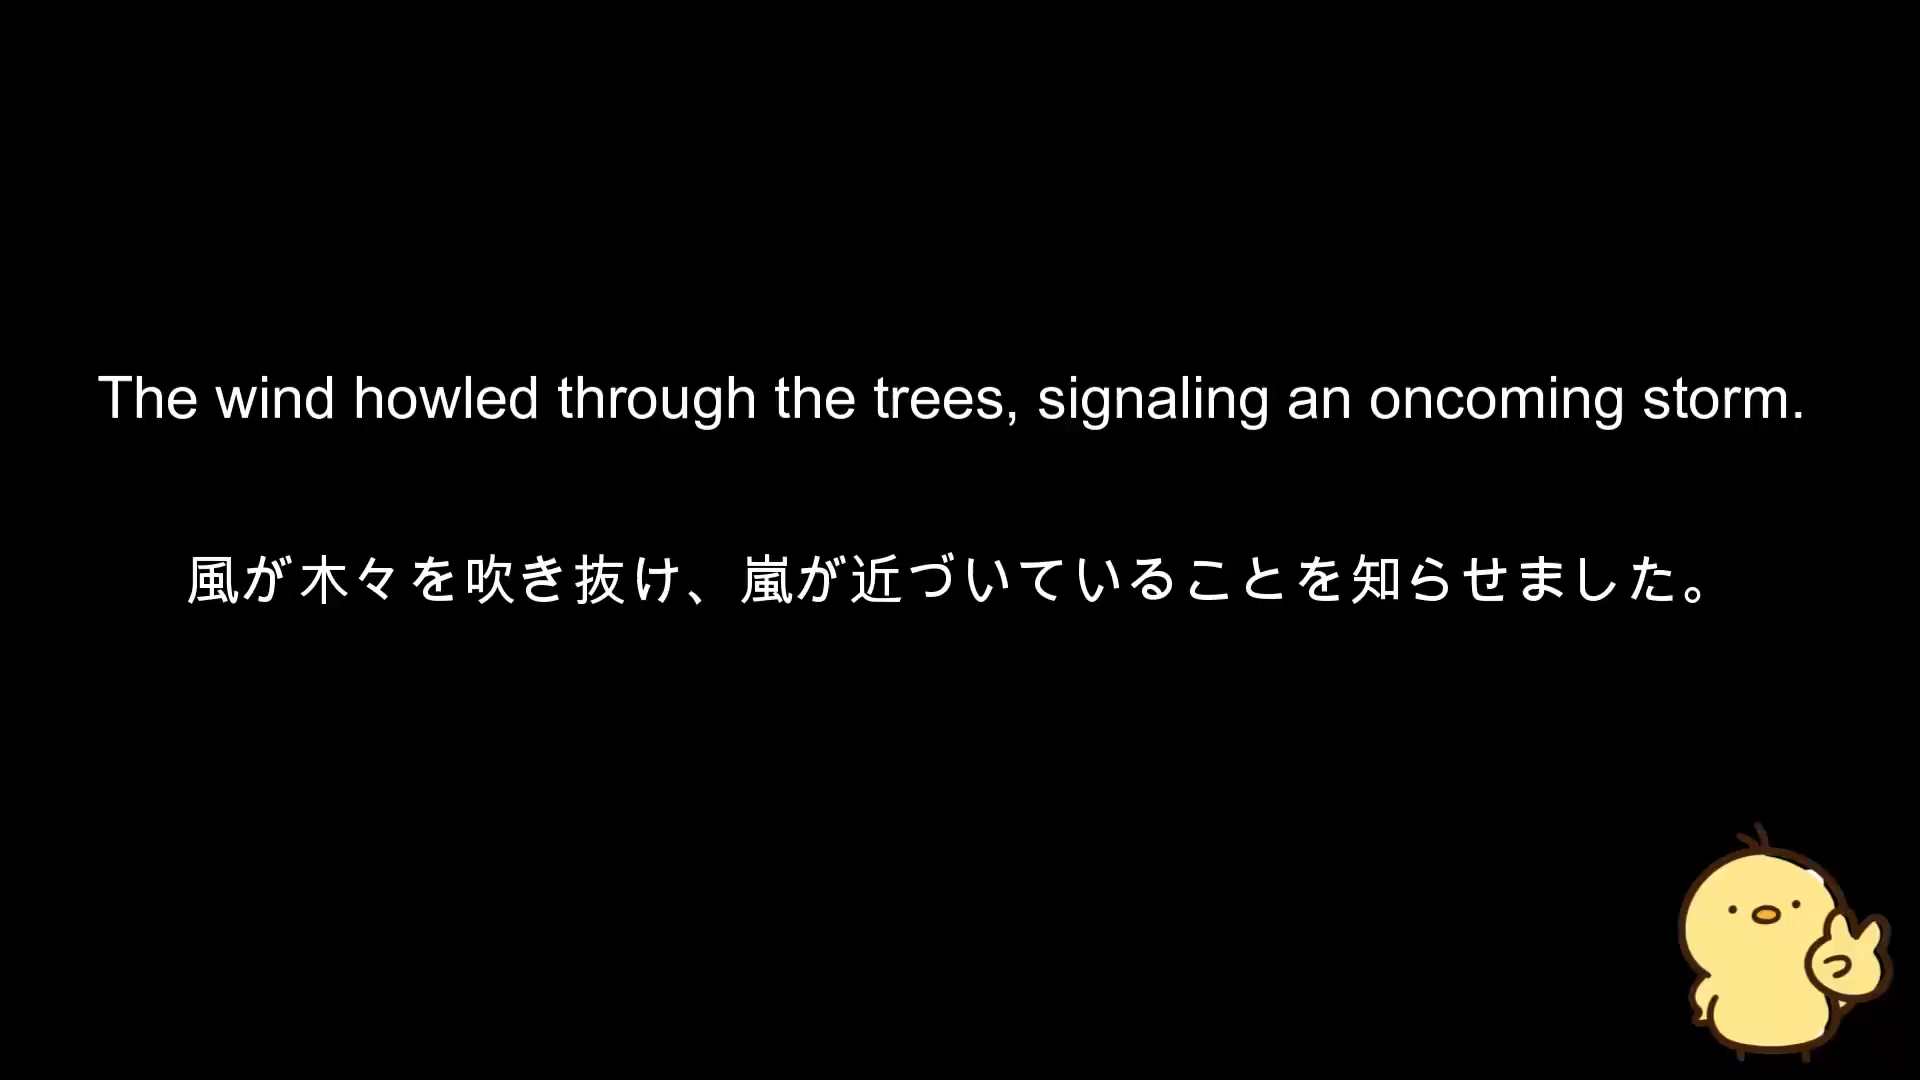 The wind howled through the trees, signaling an oncoming storm.
風が木々を吹き抜け、嵐が近づいていることを知らせました。